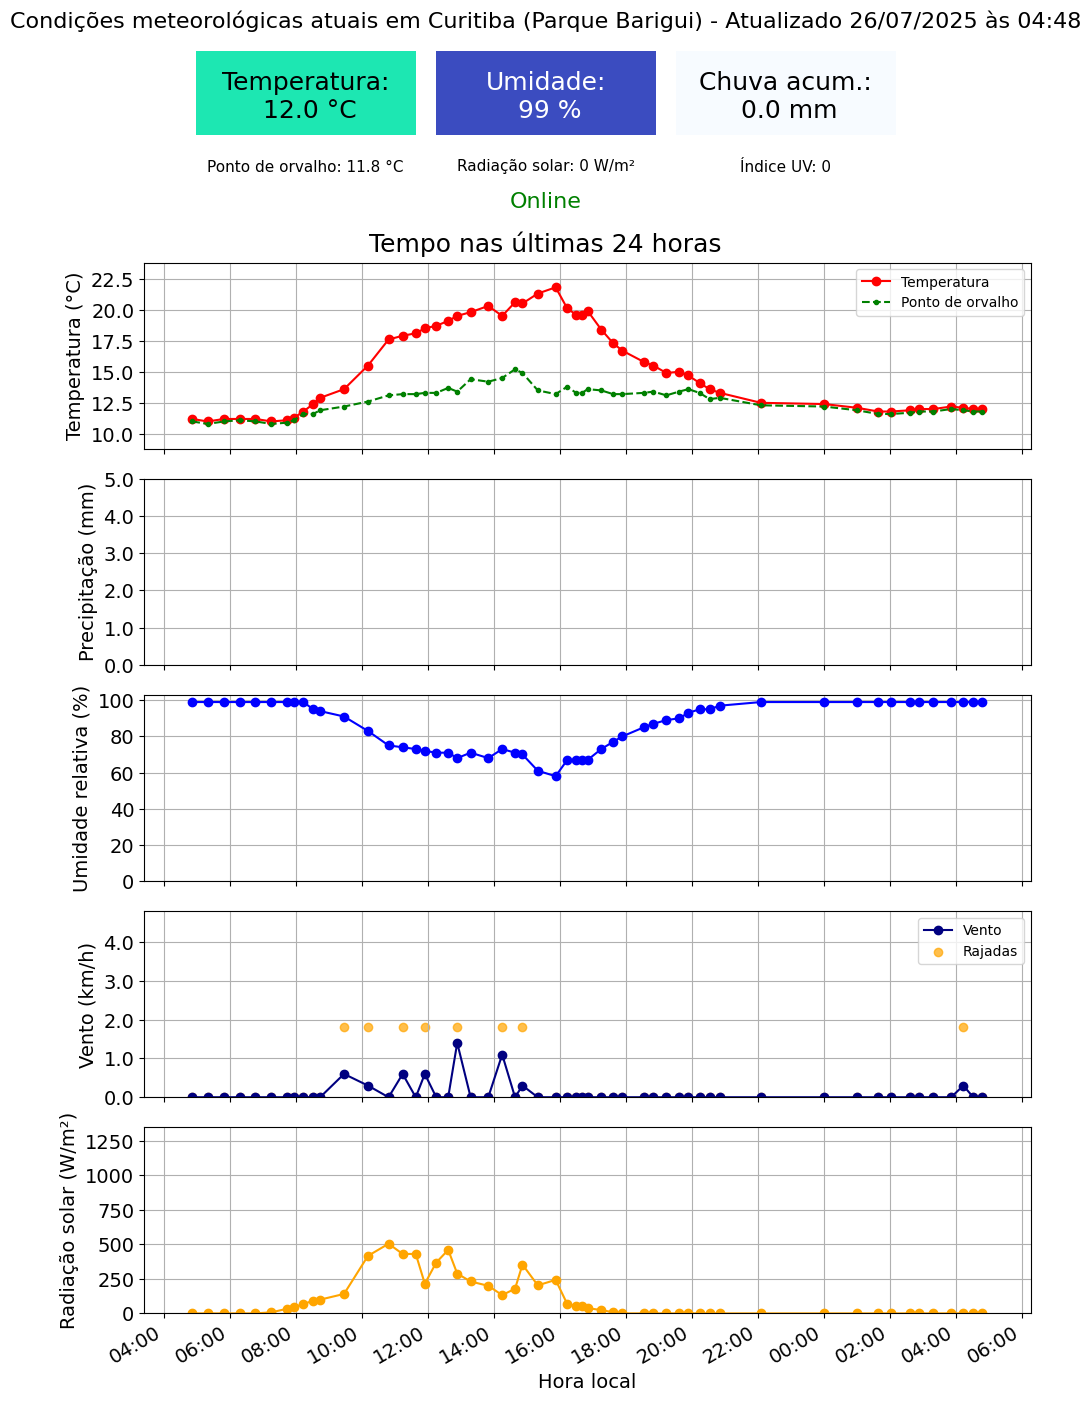 Condições meteorológicas atuais em Curitiba (Parque Barigui) - Atualizado 26/07/2025 às 04:48
Temperatura:
12.0 °C
Umidade:
99 %
Chuva acum.:
0.0 mm
Ponto de orvalho: 11.8 °C
Radiação solar: 0 W/m²
Índice UV: 0
Online
Tempo nas últimas 24 horas
Temperatura (°C)
22.5
20.0
17.5
15.0
12.5
10.0
Temperatura
Ponto de orvalho
Precipitação (mm)
5.0
4.0
3.0
2.0
1.0
0.0
Umidade relativa (%)
100
80
60
40
20
0
Vento (km/h)
4.0
3.0
2.0
1.0
0.0
Vento
Rajadas
Radiação solar (W/m²)
1250
1000
750
500
250
0
04:00
06:00
08:00
10:00
12:00
14:00
16:00
18:00
20:00
22:00
00:00
02:00
04:00
06:00
Hora local